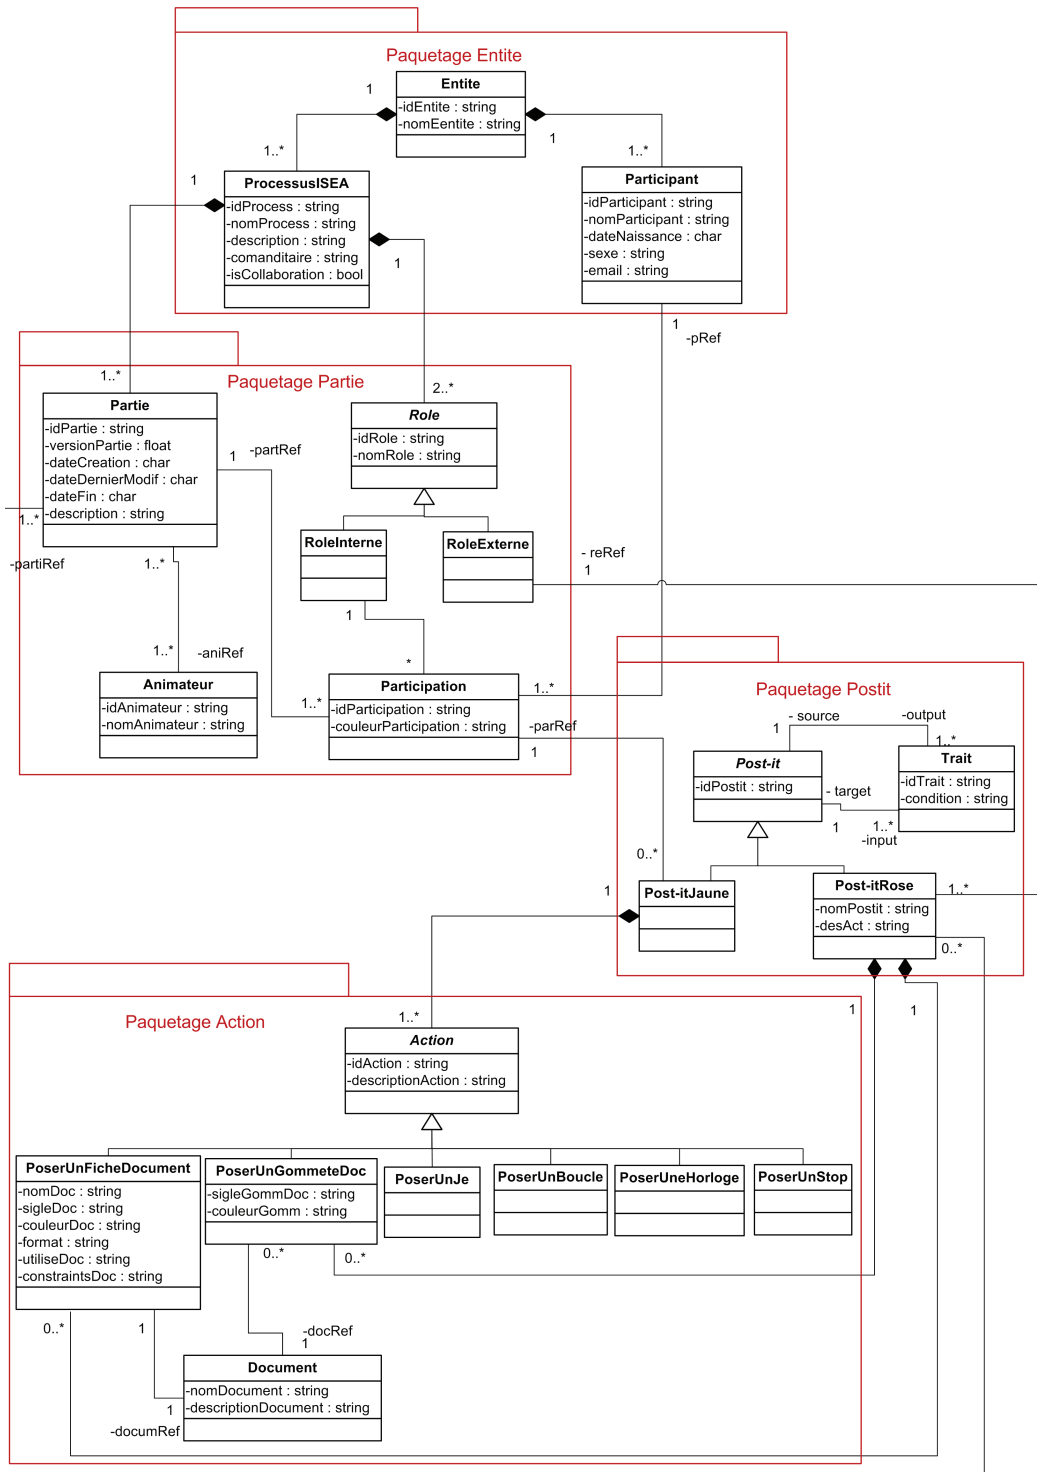 Paquetage Entite
Entite
-idEntite : string
-nomEentite : string
1
1
1..*
1..*
ProcessusISEA
-idProcess : string
-nomProcess : string
-description : string
-comanditaire : string
-isCollaboration : bool
1
1
Participant
-idParticipant : string
-nomParticipant : string
-dateNaissance : char
-sexe : string
-email : string
1
-pRef
Paquetage Partie
1..*
2..*
Partie
-idPartie : string
-versionPartie : float
-dateCreation : char
-dateDernierModif : char
-dateFin : char
-description : string
1
-partRef
Role
-idRole : string
-nomRole : string
1..*
-partiRef
1..*
RoleInterne
RoleExterne
- reRef
1
1
*
1..*
-aniRef
Animateur
-idAnimateur : string
-nomAnimateur : string
1..*
Participation
-idParticipation : string
-couleurParticipation : string
1..*
-parRef
1
Paquetage Postit
- source
-output
1
1..*
Post-it
-idPostit : string
- target
1
1..*
-input
Trait
-idTrait : string
-condition : string
0..*
1
Post-itJaune
Post-itRose
-nomPostit : string
-desAct : string
1..*
0..*
1
1
Paquetage Action
1..*
Action
-idAction : string
-descriptionAction : string
PoserUnFicheDocument
-nomDoc : string
-sigleDoc : string
-couleurDoc : string
-format : string
-utiliseDoc : string
-constraintsDoc : string
PoserUnGommeteDoc
-sigleGommDoc : string
-couleurGomm : string
PoserUnJe
PoserUnBoucle
PoserUneHorloge
PoserUnStop
0..*
0..*
0..*
1
-docRef
1
Document
-nomDocument : string
-descriptionDocument : string
1
-documRef